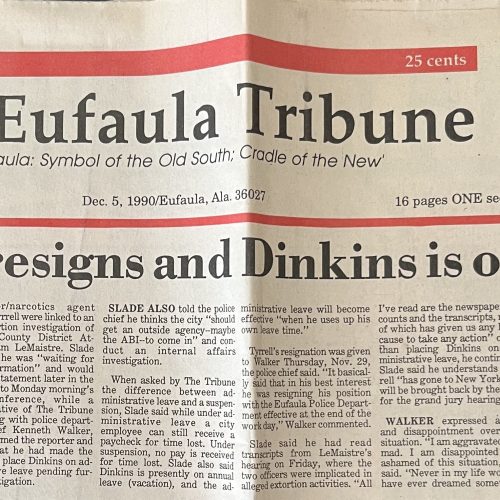 25 cents
Eufaula Tribune
aula: Symbol of the Old South; Cradle of the New'
Dec. 5, 1990/Eufaula, Ala. 36027
16 pages ONE se
resigns and Dinkins is o
er/narcotics agent
yrrell were linked to an
tion investigation of
County District At-
m LeMaistre. Slade
he was "waiting for
rmation" and would
tatement later in the
to Monday morning's
nference, while a
tive of The Tribune
g with police depart-
of Kenneth Walker,
med the reporter and
at he had made the
place Dinkins on ad-
ve leave pending fur-
igation.
SLADE ALSO told the police
chief he thinks the city "should
get an outside agency–maybe
the ABI–to come in" and con-
duct an internal affairs
investigation.
When asked by The Tribune
the difference between ad-
ministrative leave and a suspen-
sion, Slade said while under ad-
ministrative leave a city
employee can still receive a
paycheck for time lost. Under
suspension, no pay is received
for time lost. Slade also said
Dinkins is presently on annual
leave (vacation), and the ad-
ministrative leave will become
effective "when he uses up his
own leave time."
Tyrrell's resignation was given
to Walker Thursday, Nov. 29,
the police chief said. "It basical-
ly said that in his best interest
he was resigning his position
with the Eufaula Police Depart-
ment effective at the end of the
work day," Walker commented.
Slade said he had read
transcripts from LeMaistre's
hearing on Friday, where the
two officers were implicated in
alleged extortion activities. "All
I've read are the newspape
counts and the transcripts, n
of which has given us any l
cause to take any action" o
than placing Dinkins on
ministrative leave, he contin
Slade said he understands
rell "has gone to New York
will be brought back by the
for the grand jury hearing
WALKER expressed a
and disappointment over
situation. "I am aggravated
mad. I am disappointed
ashamed of this situation,
said. "Never in my life wo
have ever dreamed some